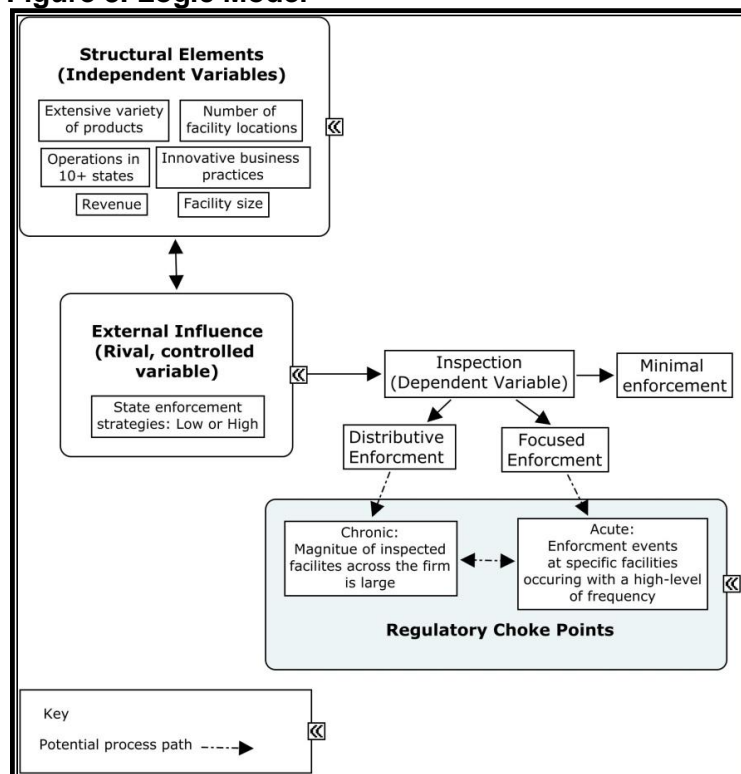 Figure 3. Logic Model
Structural Elements
(Independent Variables)
Extensive variety
of products
Number of
facility locations
Operations in
10+ states
Innovative business
practices
Revenue
Facility size
External Influence
(Rival, controlled
variable)
State enforcement
strategies: Low or High
Inspection
(Dependent Variable)
Minimal
enforcement
Distributive
Enforcment
Focused
Enforcment
Chronic:
Magnitue of inspected
facilites across the firm
is large
Acute:
Enforcment events
at specific facilities
occuring with a high-level
of frequency
Regulatory Choke Points
Key
Potential process path